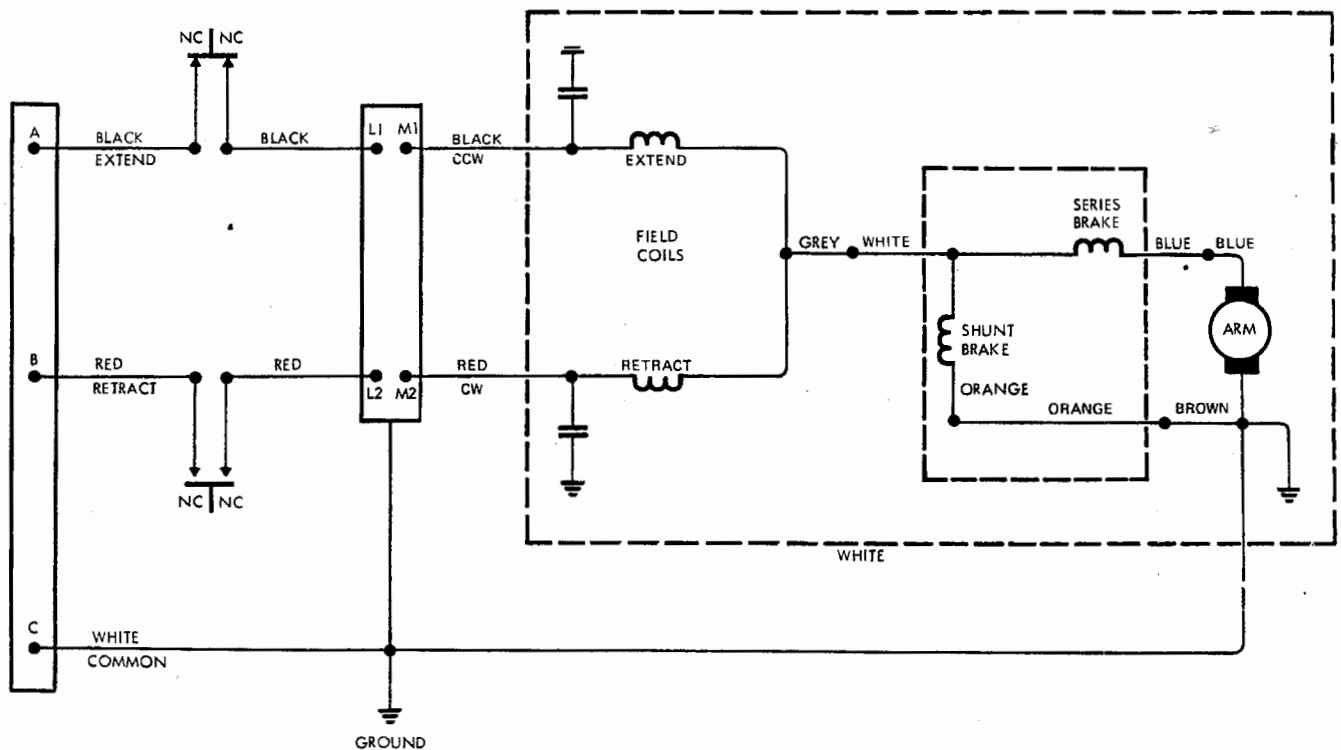 NC NC
A
BLACK
EXTEND
BLACK
L1 M1
BLACK
CCW
EXTEND
FIELD
COILS
GREY
WHITE
SERIES
BRAKE
BLUE
BLUE
SHUNT
BRAKE
ARM
B
RED
RETRACT
RED
L2 M2
RED
CW
RETRACT
ORANGE
ORANGE
BROWN
NC NC
WHITE
C
WHITE
COMMON
GROUND